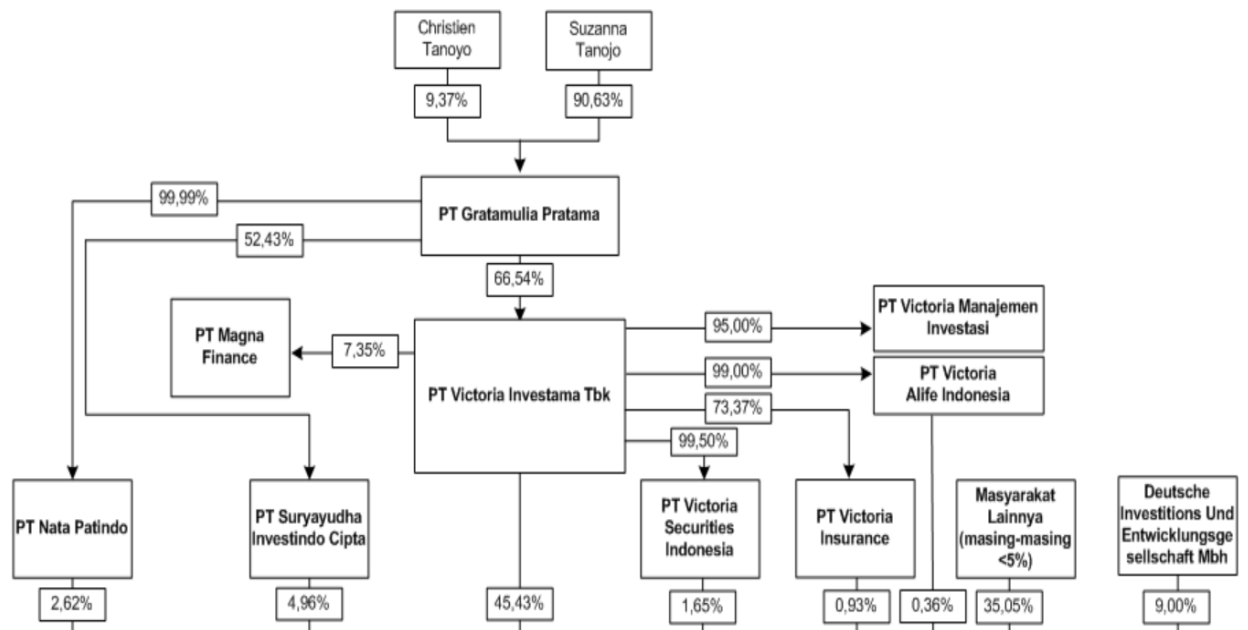 Christien
Tanoyo
Suzanna
Tanojo
9,37%
90,63%
99,99%
PT Gratamulia Pratama
52,43%
66,54%
PT Magna
Finance
7,35%
PT Victoria Investama Tbk
95,00%
PT Victoria Manajemen
Investasi
99,00%
PT Victoria
Alife Indonesia
73,37%
99,50%
PT Nata Patindo
PT Suryayudha
Investindo Cipta
PT Victoria
Securities
Indonesia
PT Victoria
Insurance
Masyarakat
Lainnya
(masing-masing
<5%)
Deutsche
Investitions Und
Entwicklungsge
sellschaft Mbh
2,62%
4,96%
45,43%
1,65%
0,93%
0,36%
35,05%
9,00%